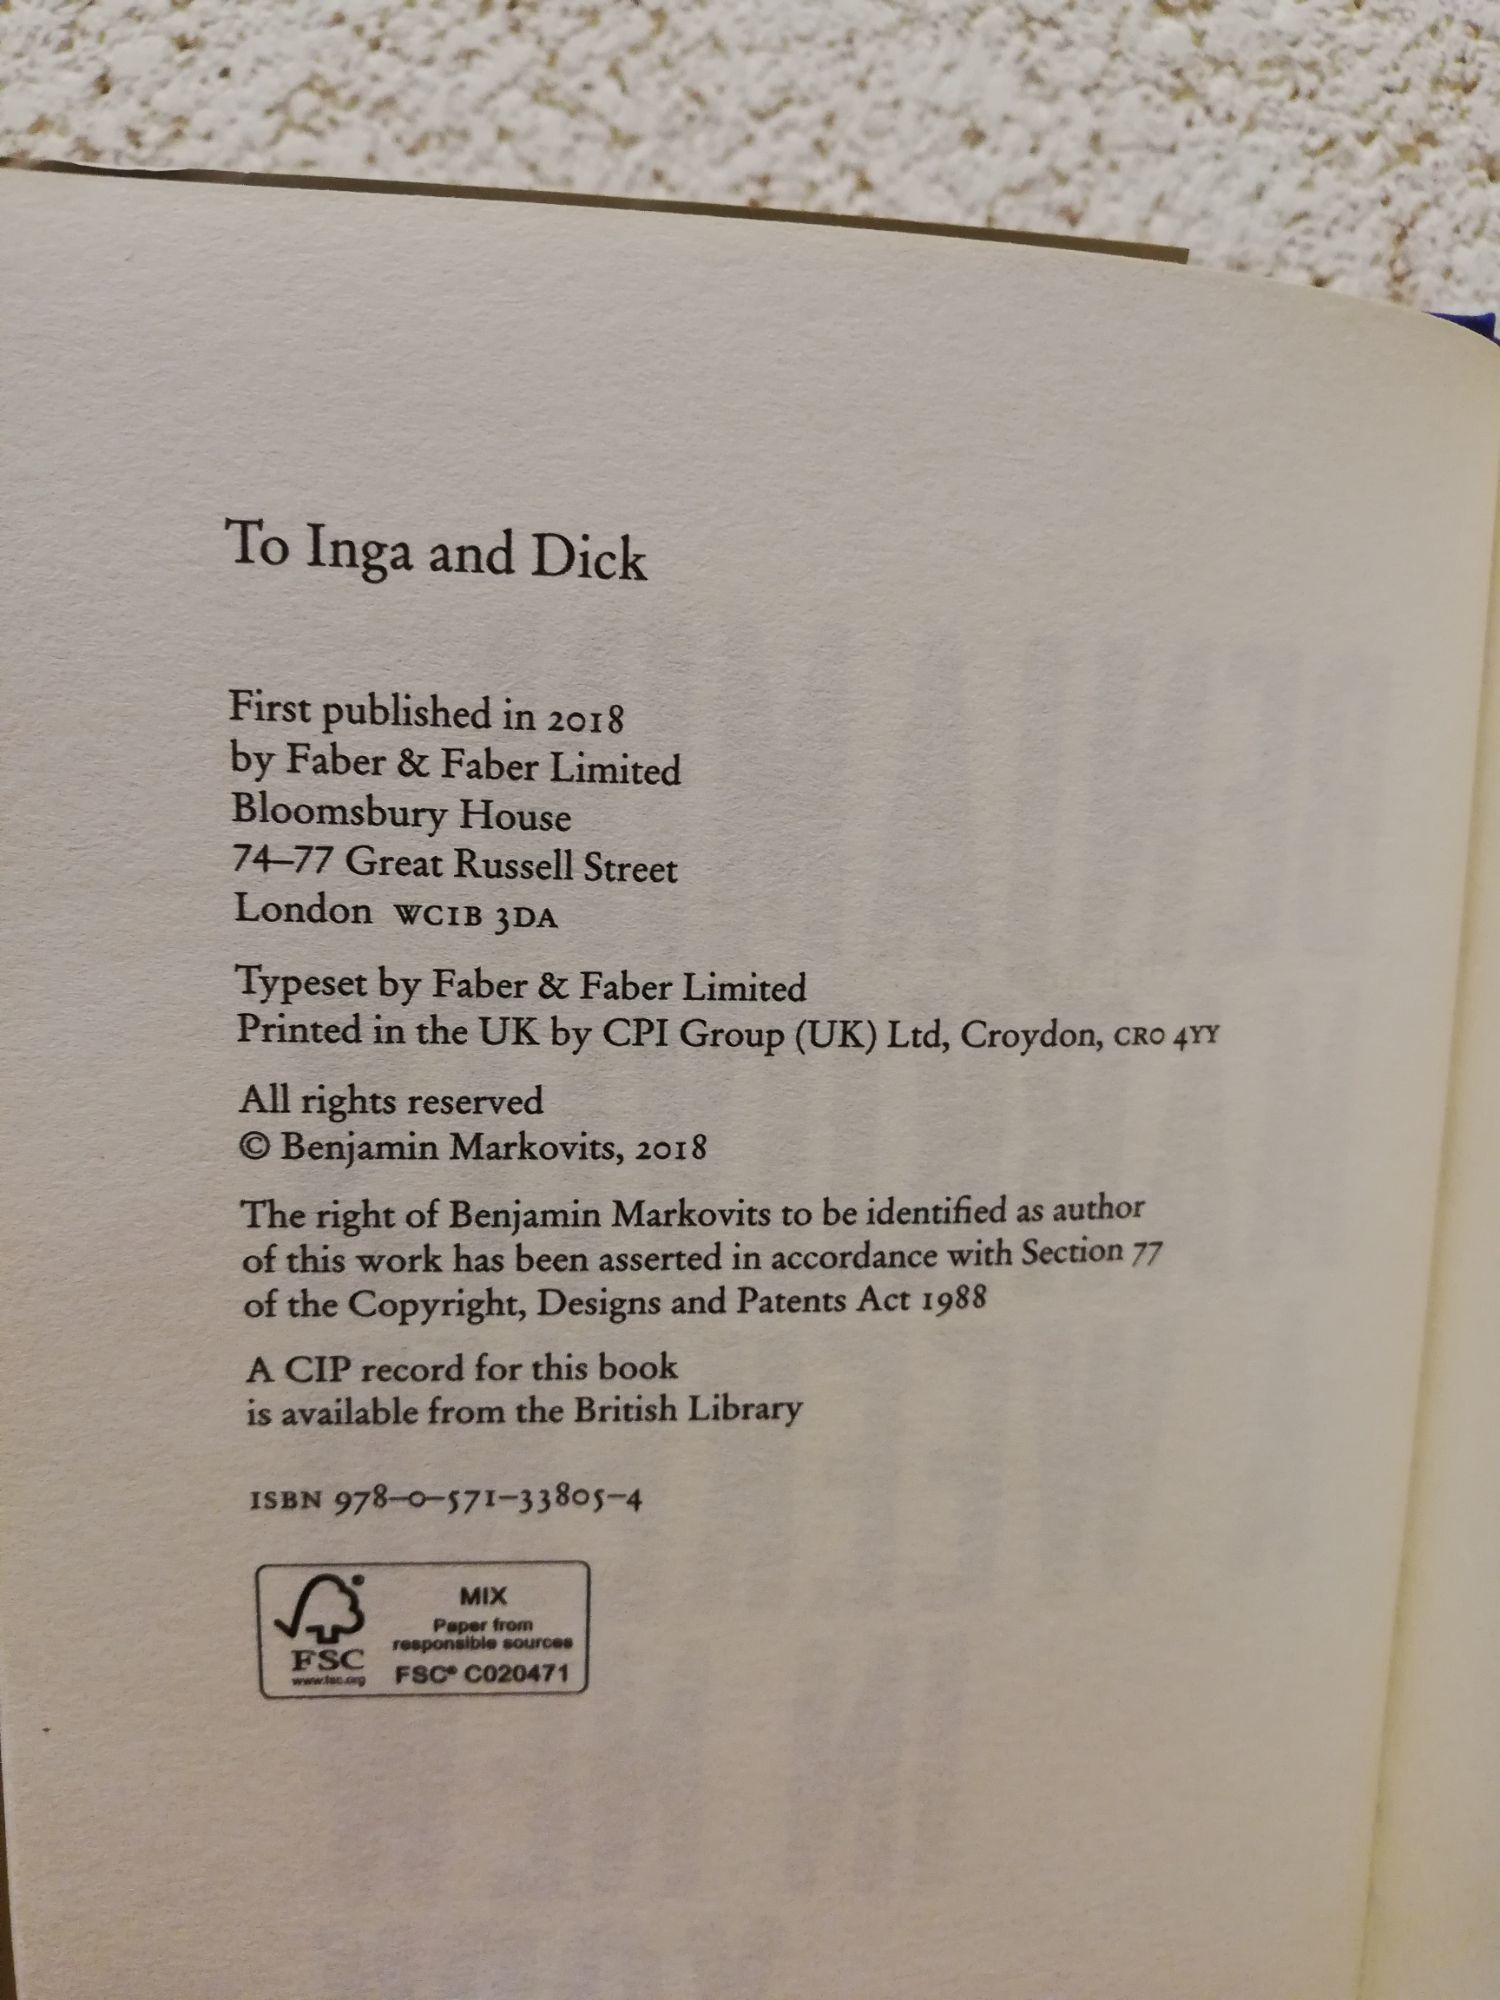 To Inga and Dick
First published in 2018
by Faber & Faber Limited
Bloomsbury House
74–77 Great Russell Street
London WC1B 3DA
Typeset by Faber & Faber Limited
Printed in the UK by CPI Group (UK) Ltd, Croydon, CR0 4YY
All rights reserved
© Benjamin Markovits, 2018
The right of Benjamin Markovits to be identified as author
of this work has been asserted in accordance with Section 77
of the Copyright, Designs and Patents Act 1988
A CIP record for this book
is available from the British Library
ISBN 978–0–571–33805–4
MIX
Paper from
responsible sources
FSC® C020471
FSC
www.fsc.org